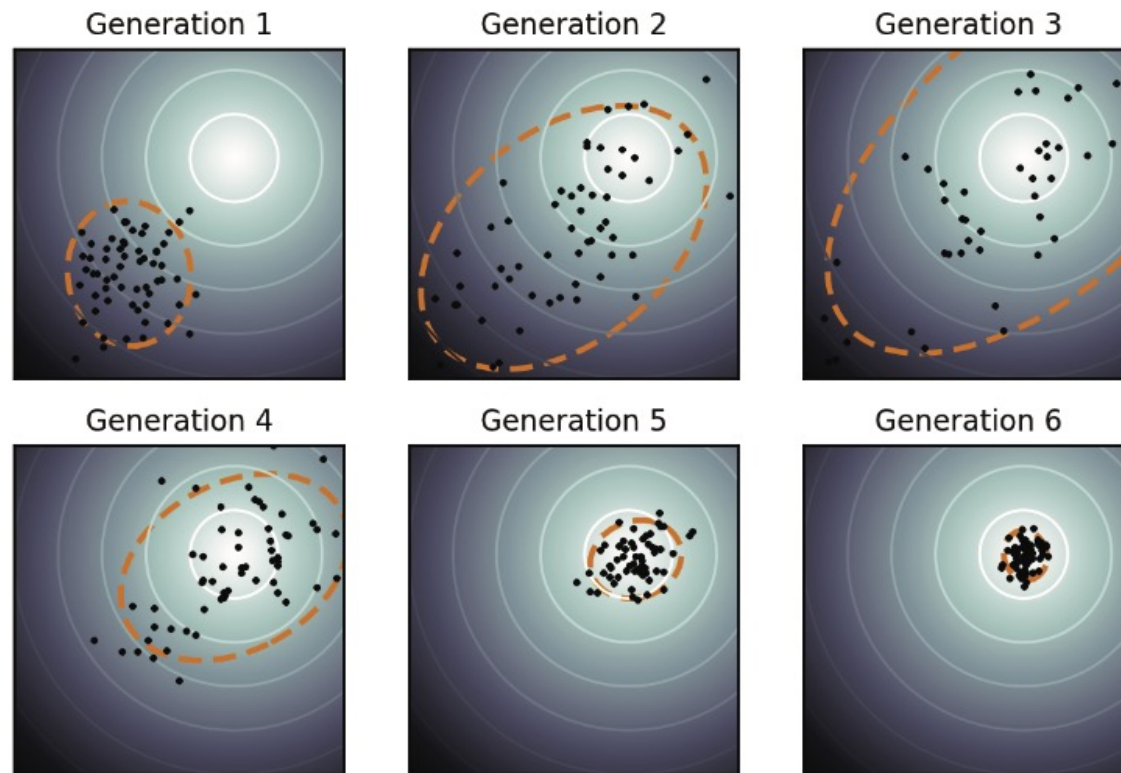 Generation 1
Generation 2
Generation 3
Generation 4
Generation 5
Generation 6